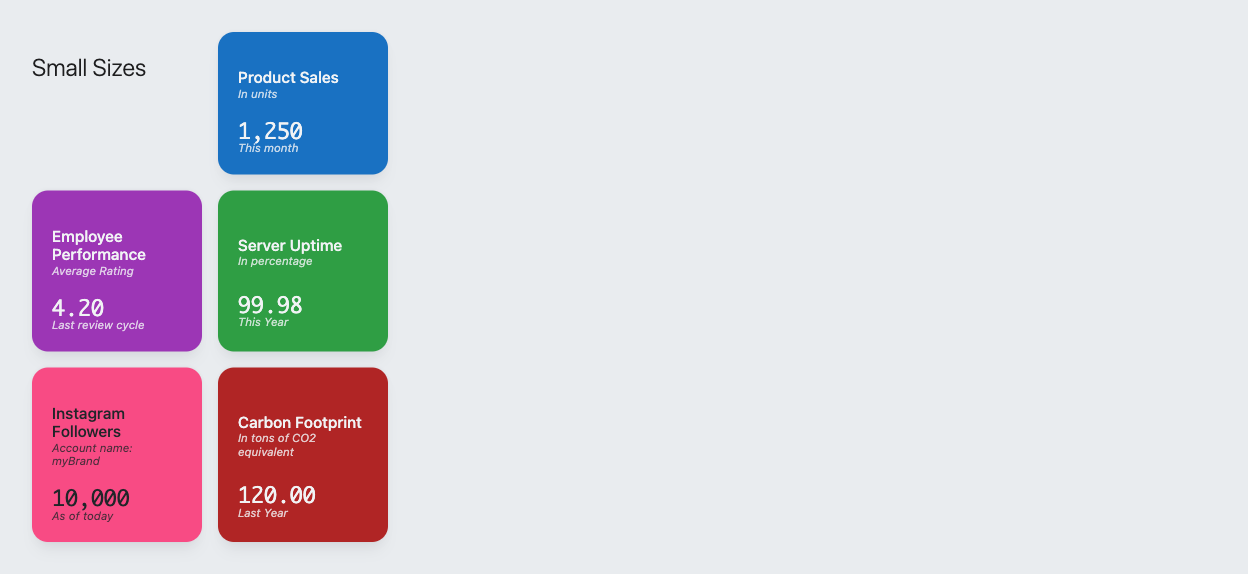 Small Sizes
Product Sales
In units
1,250
This month
Employee
Performance
Average Rating
4.20
Last review cycle
Server Uptime
In percentage
99.98
This Year
Instagram
Followers
Account name:
myBrand
10,000
As of today
Carbon Footprint
In tons of CO2
equivalent
120.00
Last Year